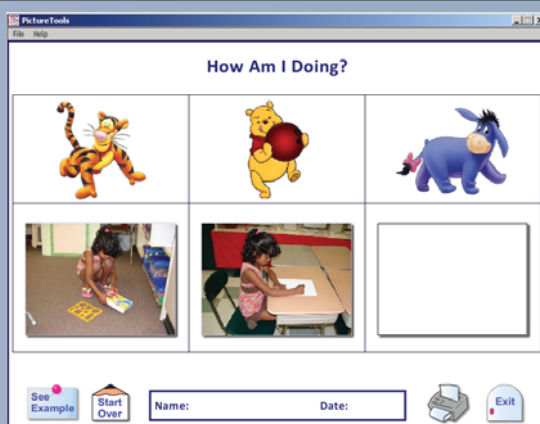 PictureTools
File Help
How Am I Doing?
See
Example
Start
Over
Name: Date:
Exit